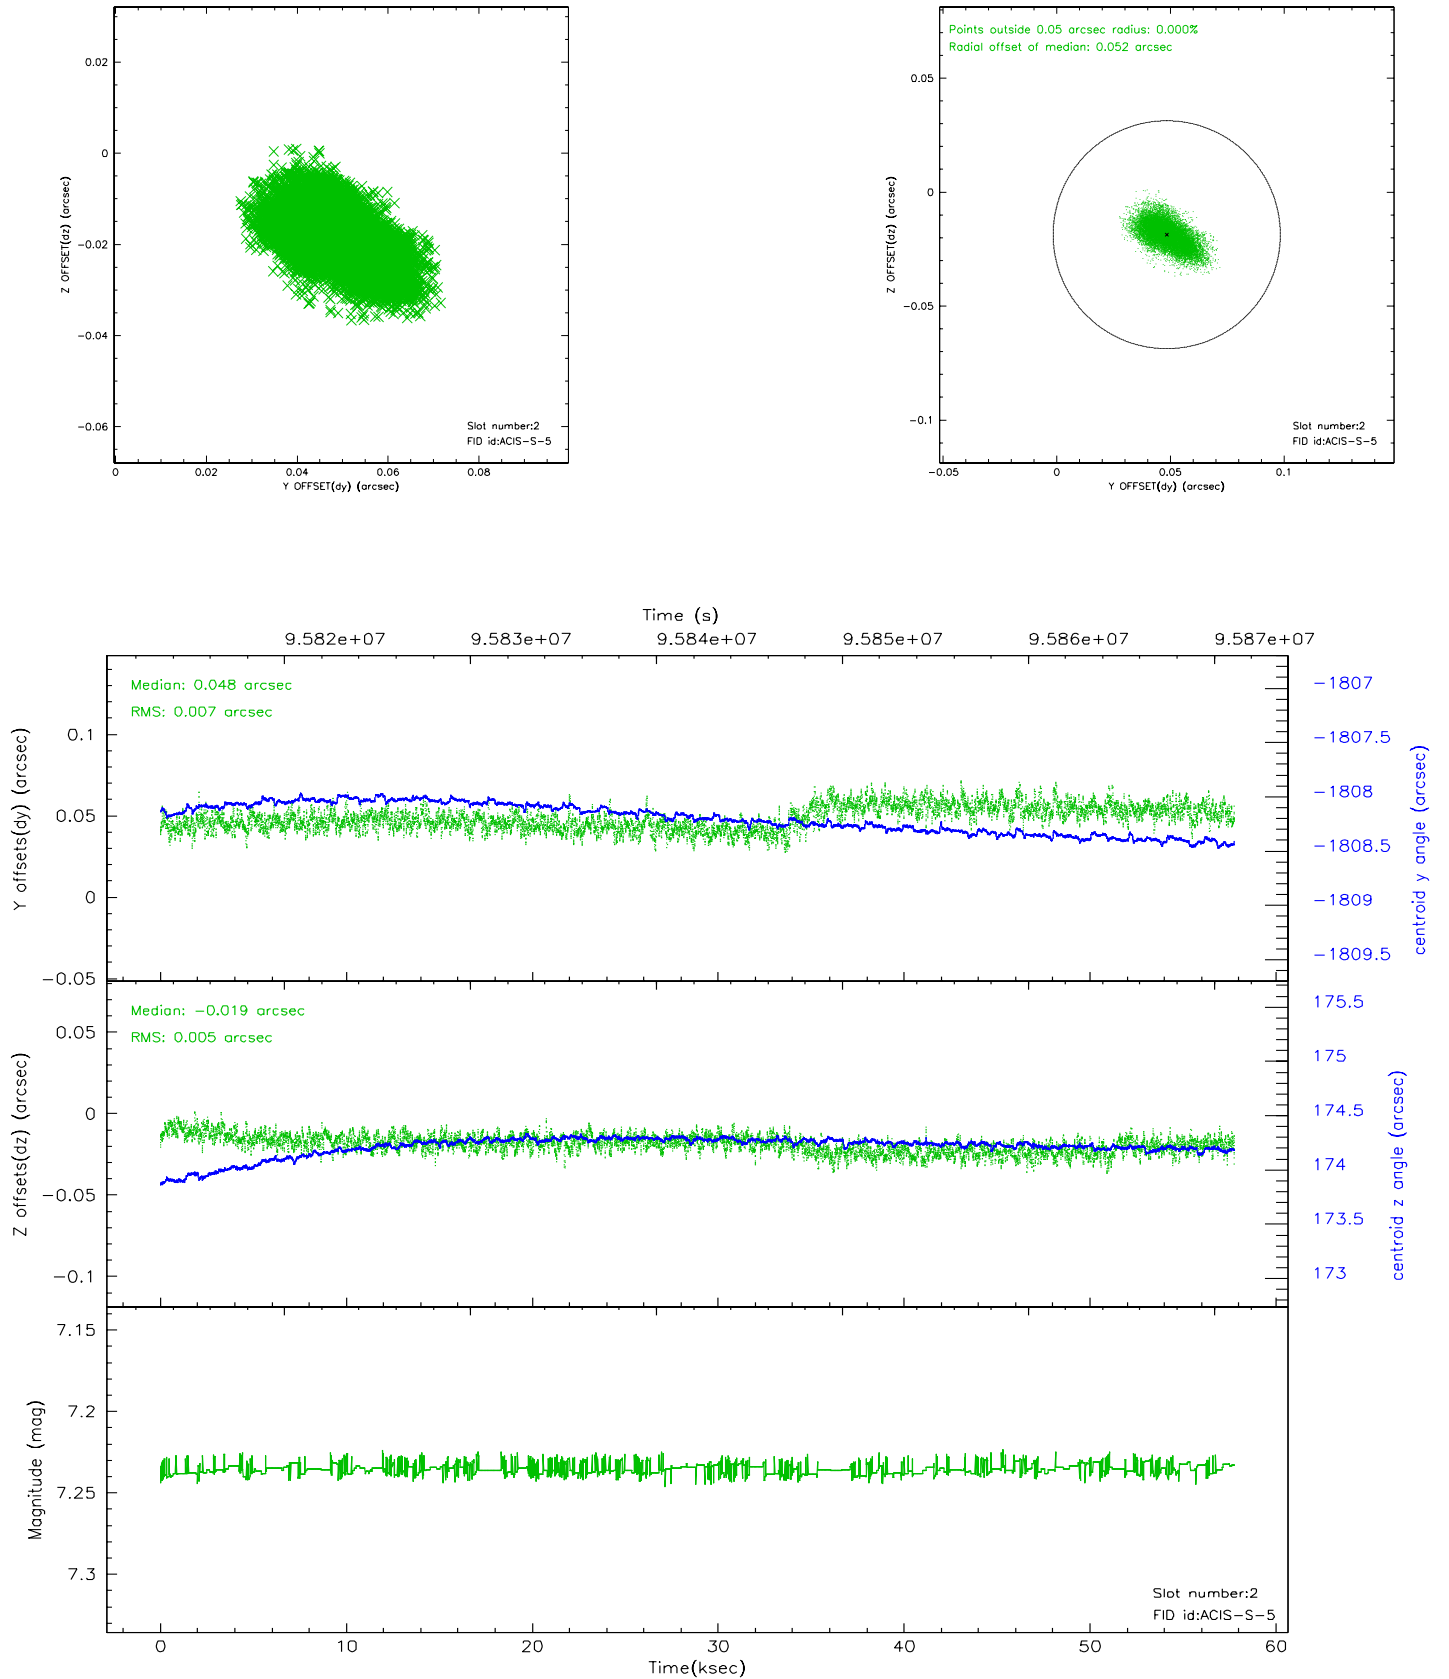 0.02
0
-0.02
-0.04
-0.06
Z OFFSET(dz) (arcsec)
Slot number:2
FID id:ACIS-S-5
0 0.02 0.04 0.06 0.08
Y OFFSET(dy) (arcsec)
Points outside 0.05 arcsec radius: 0.000%
Radial offset of median: 0.052 arcsec
0.05
0
-0.05
-0.1
Z OFFSET(dz) (arcsec)
Slot number:2
FID id:ACIS-S-5
-0.05 0 0.05 0.1
Y OFFSET(dy) (arcsec)
Time (s)
9.582e+07 9.583e+07 9.584e+07 9.585e+07 9.586e+07 9.587e+07
Median: 0.048 arcsec
RMS: 0.007 arcsec
0.1
0.05
0
-0.05
Y offsets(dy) (arcsec)
-1807
-1807.5
-1808
-1808.5
-1809
-1809.5
centroid y angle (arcsec)
Median: -0.019 arcsec
RMS: 0.005 arcsec
0.05
0
-0.05
-0.1
Z offsets(dz) (arcsec)
175.5
175
174.5
174
173.5
173
centroid z angle (arcsec)
7.15
7.2
7.25
7.3
Magnitude (mag)
Slot number:2
FID id:ACIS-S-5
0 10 20 30 40 50 60
Time(ksec)